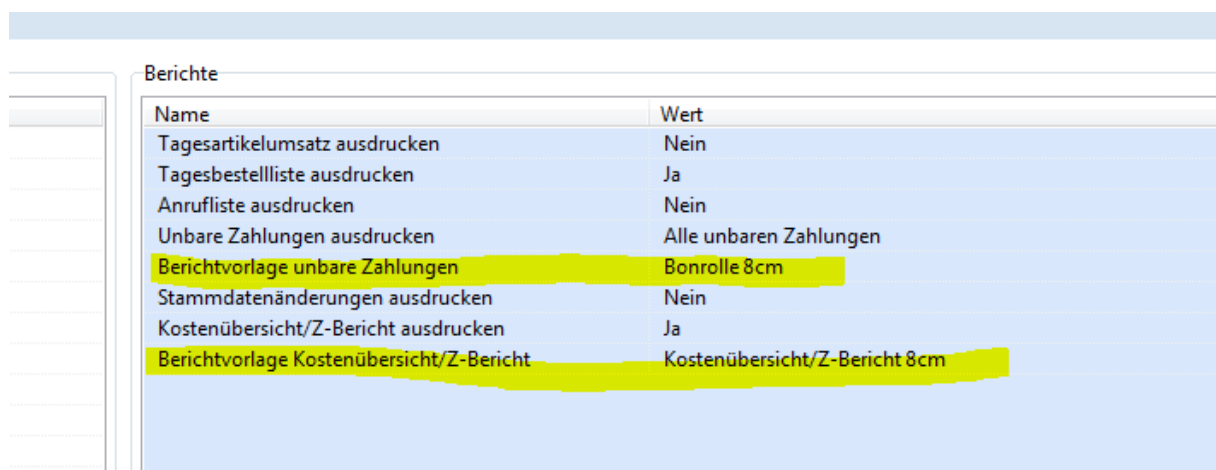 Berichte
Name Wert
Tagesartikelumsatz ausdrucken Nein
Tagesbestellliste ausdrucken Ja
Anrufliste ausdrucken Nein
Unbare Zahlungen ausdrucken Alle unbaren Zahlungen
Berichtvorlage unbare Zahlungen Bonrolle 8cm
Stammdatenänderungen ausdrucken Nein
Kostenübersicht/Z-Bericht ausdrucken Ja
Berichtvorlage Kostenübersicht/Z-Bericht Kostenübersicht/Z-Bericht 8cm